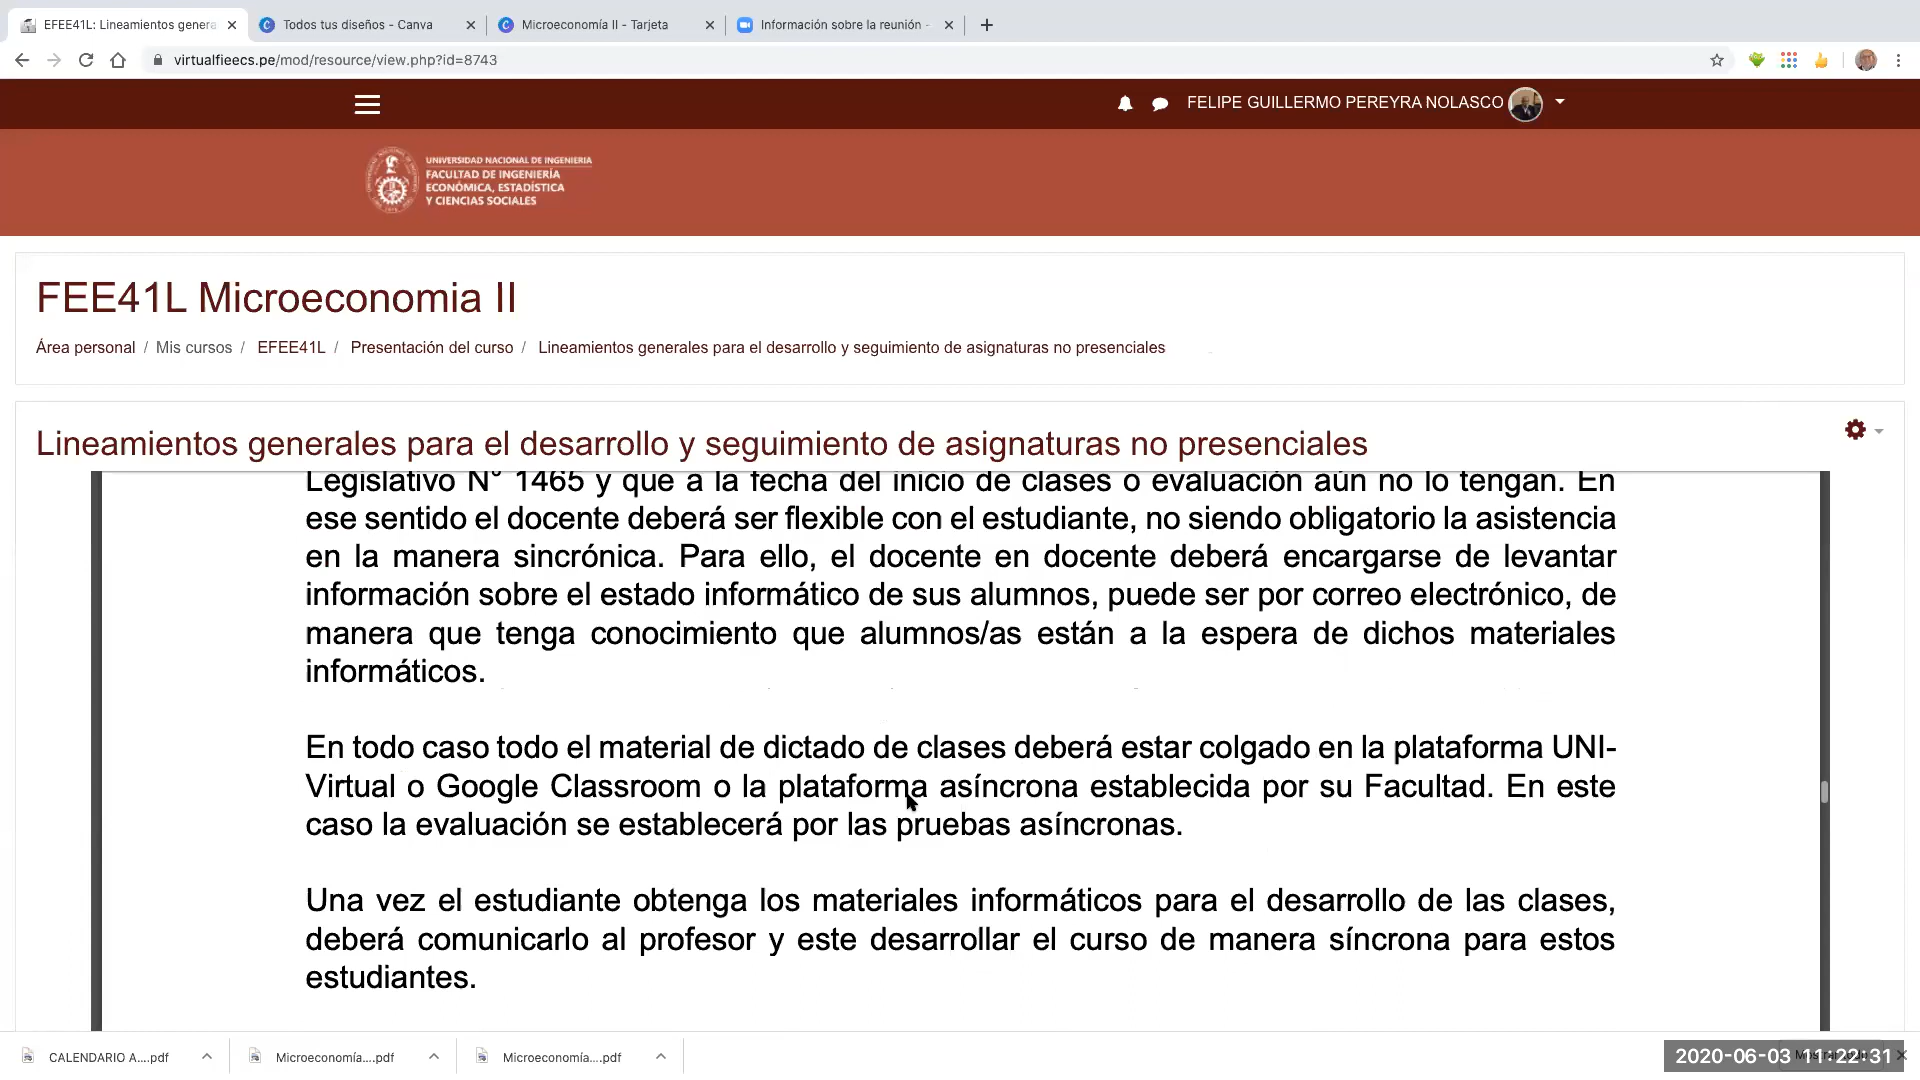 EFEE41L: Lineamientos genera
Todos tus diseños - Canva
Microeconomía II - Tarjeta
Información sobre la reunión -
virtualfieecs.pe/mod/resource/view.php?id=8743
FELIPE GUILLERMO PEREYRA NOLASCO
UNIVERSIDAD NACIONAL DE INGENIERIA
FACULTAD DE INGENIERÍA
ECONÓMICA, ESTADÍSTICA
Y CIENCIAS SOCIALES
FEE41L Microeconomia II
Área personal / Mis cursos / EFEE41L / Presentación del curso / Lineamientos generales para el desarrollo y seguimiento de asignaturas no presenciales
Lineamientos generales para el desarrollo y seguimiento de asignaturas no presenciales
Legislativo N° 1465 y que a la fecha del inicio de clases o evaluación aún no lo tengan. En
ese sentido el docente deberá ser flexible con el estudiante, no siendo obligatorio la asistencia
en la manera sincrónica. Para ello, el docente en docente deberá encargarse de levantar
información sobre el estado informático de sus alumnos, puede ser por correo electrónico, de
manera que tenga conocimiento que alumnos/as están a la espera de dichos materiales
informáticos.
En todo caso todo el material de dictado de clases deberá estar colgado en la plataforma UNI-
Virtual o Google Classroom o la plataforma asíncrona establecida por su Facultad. En este
caso la evaluación se establecerá por las pruebas asíncronas.
Una vez el estudiante obtenga los materiales informáticos para el desarrollo de las clases,
deberá comunicarlo al profesor y este desarrollar el curso de manera síncrona para estos
estudiantes.
CALENDARIO A....pdf
Microeconomía....pdf
Microeconomía....pdf
2020-06-03 11:22:31